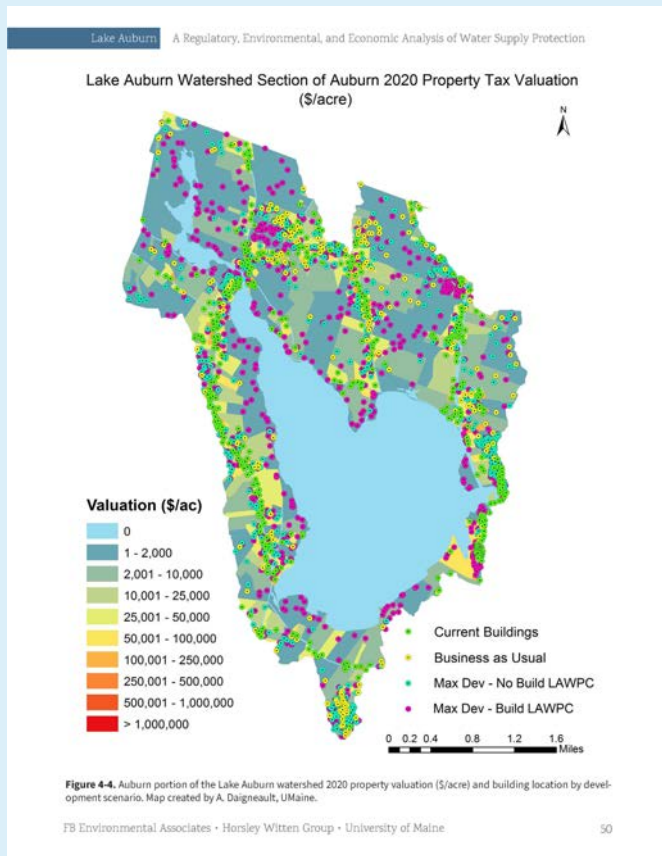 Lake Auburn A Regulatory, Environmental, and Economic Analysis of Water Supply Protection
Lake Auburn Watershed Section of Auburn 2020 Property Tax Valuation
($/acre)
N
Valuation ($/ac)
0
1 - 2,000
2,001 - 10,000
10,001 - 25,000
25,001 - 50,000
50,001 - 100,000
100,001 - 250,000
250,001 - 500,000
500,001 - 1,000,000
> 1,000,000
Current Buildings
Business as Usual
Max Dev - No Build LAWPC
Max Dev - Build LAWPC
0 0.2 0.4 0.8 1.2 1.6
Miles
Figure 4-4. Auburn portion of the Lake Auburn watershed 2020 property valuation ($/acre) and building location by devel-
opment scenario. Map created by A. Daigneault, UMaine.
FB Environmental Associates • Horsley Witten Group • University of Maine 50